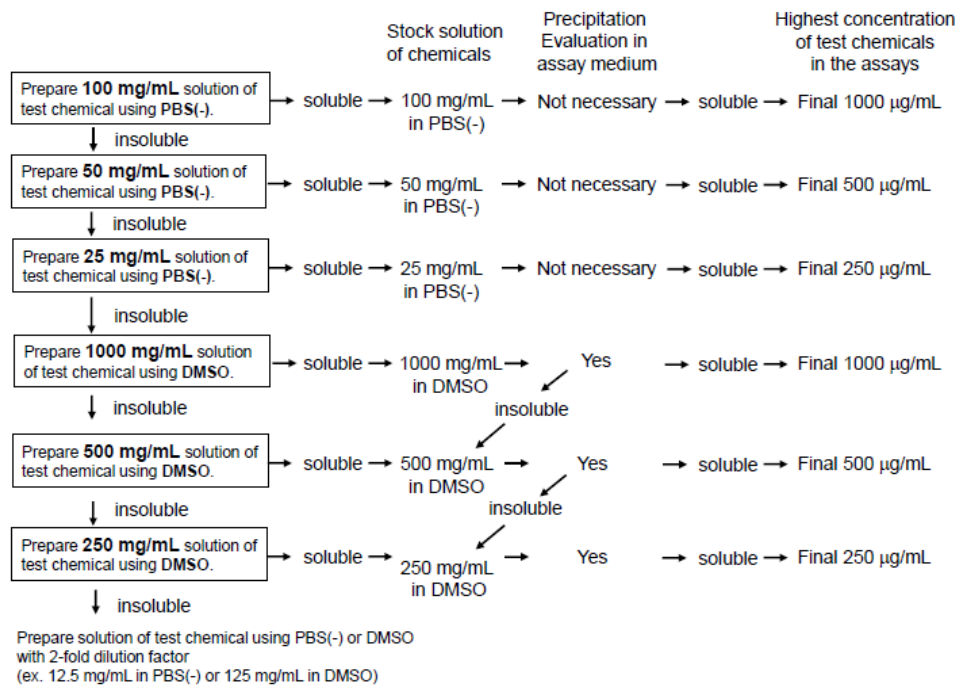 Stock solution
of chemicals
Precipitation
Evaluation in
assay medium
Highest concentration
of test chemicals
in the assays
Prepare 100 mg/mL solution of
test chemical using PBS(-).
soluble
100 mg/mL
in PBS(-)
Not necessary
soluble
Final 1000 μg/mL
insoluble
Prepare 50 mg/mL solution of
test chemical using PBS(-).
soluble
50 mg/mL
in PBS(-)
Not necessary
soluble
Final 500 μg/mL
insoluble
Prepare 25 mg/mL solution of
test chemical using PBS(-).
soluble
25 mg/mL
in PBS(-)
Not necessary
soluble
Final 250 μg/mL
insoluble
Prepare 1000 mg/mL solution
of test chemical using DMSO.
soluble
1000 mg/mL
in DMSO
Yes
soluble
Final 1000 μg/mL
insoluble
insoluble
Prepare 500 mg/mL solution of
test chemical using DMSO.
soluble
500 mg/mL
in DMSO
Yes
soluble
Final 500 μg/mL
insoluble
insoluble
Prepare 250 mg/mL solution of
test chemical using DMSO.
soluble
250 mg/mL
in DMSO
Yes
soluble
Final 250 μg/mL
insoluble
Prepare solution of test chemical using PBS(-) or DMSO
with 2-fold dilution factor
(ex. 12.5 mg/mL in PBS(-) or 125 mg/mL in DMSO)